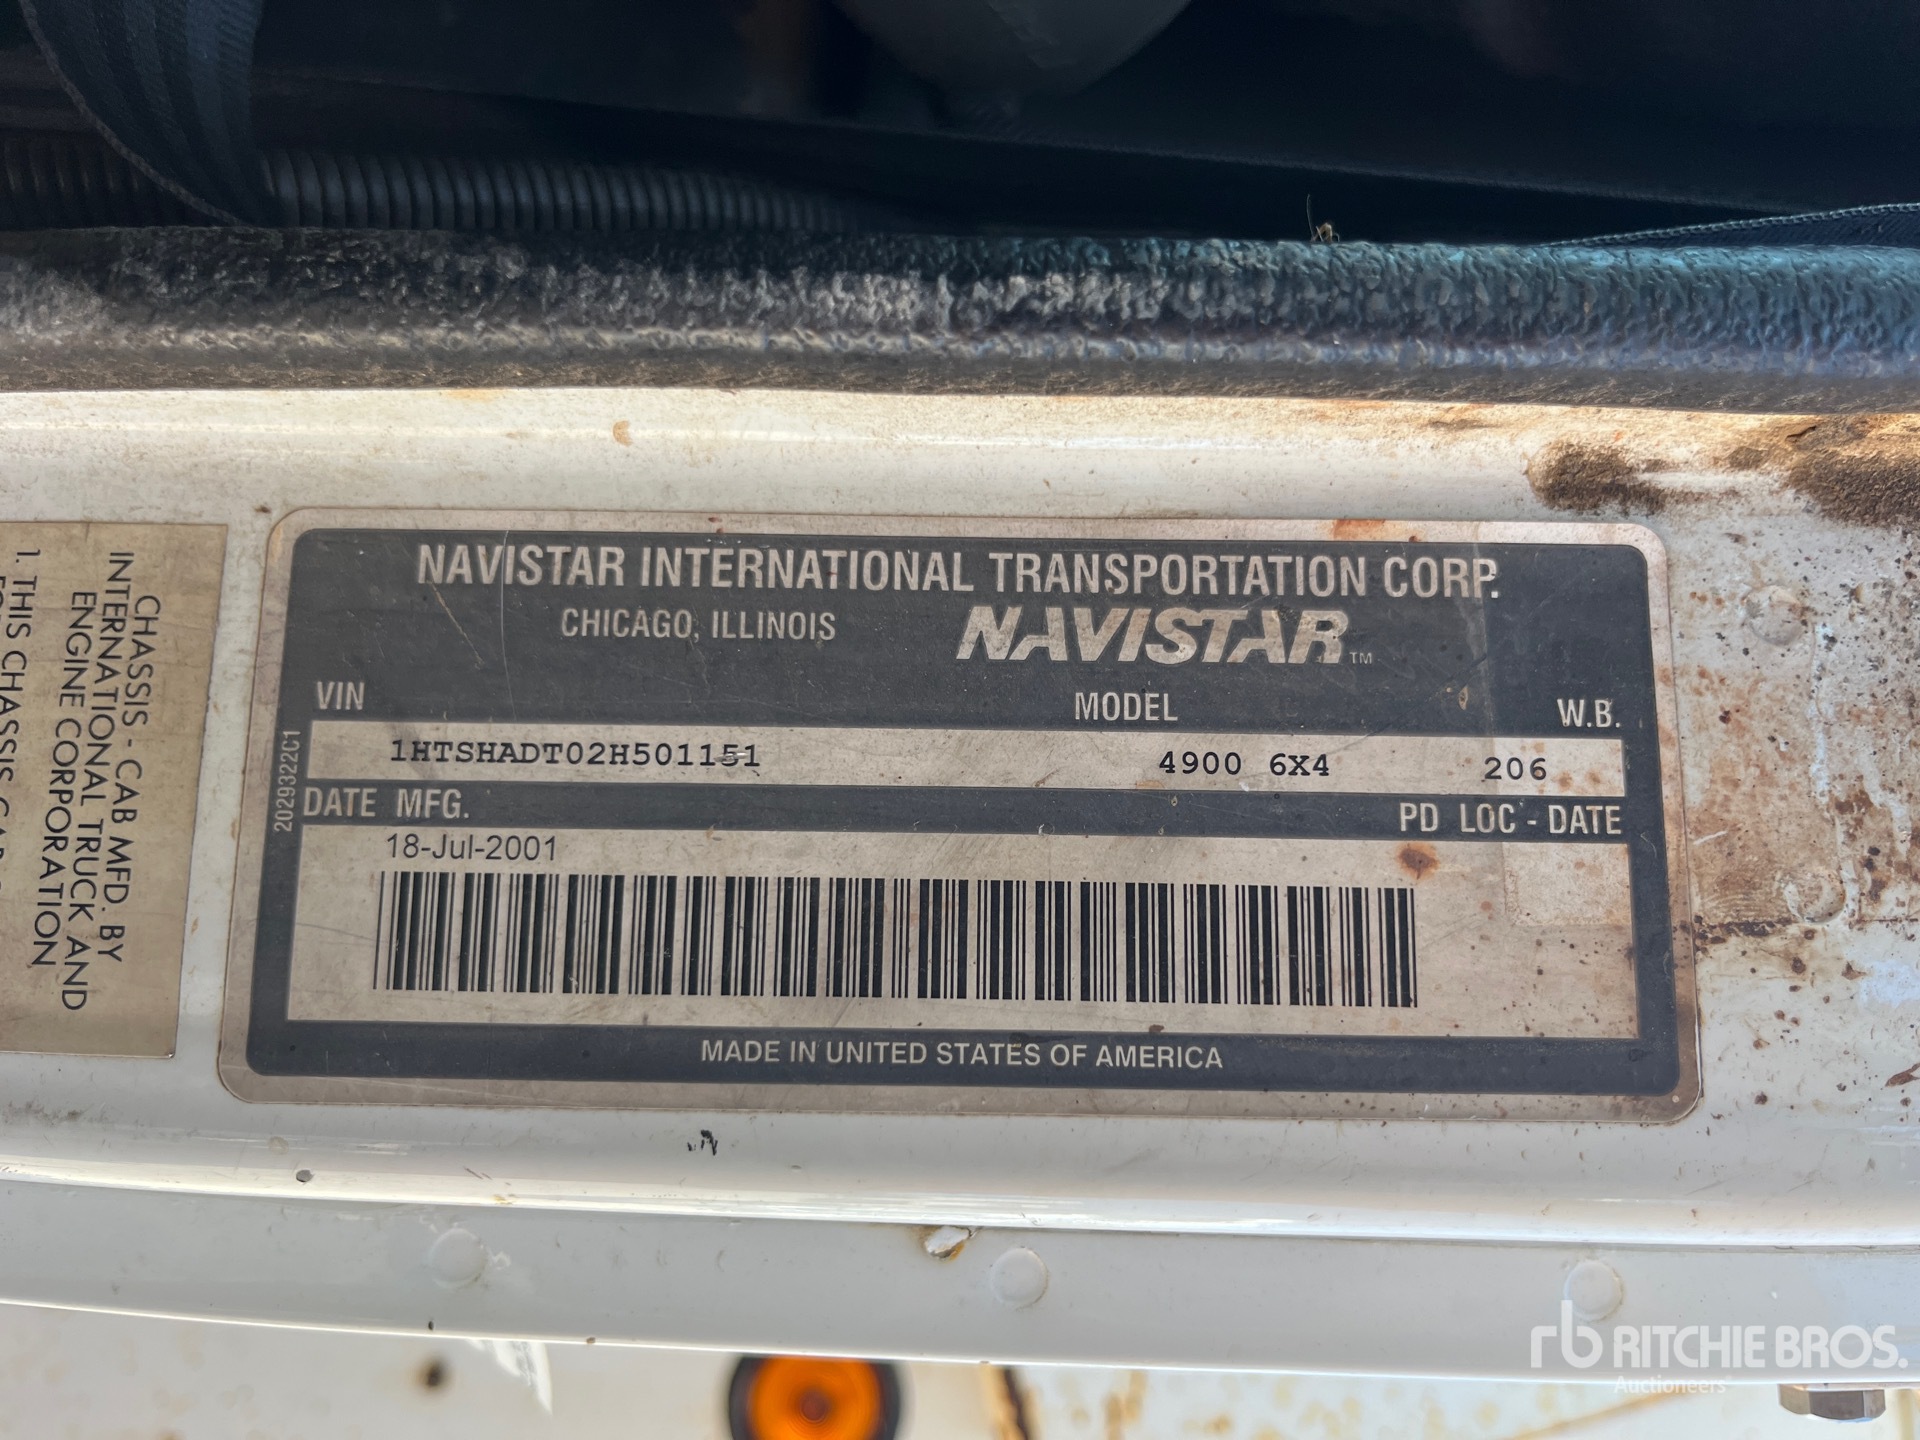 NAVISTAR INTERNATIONAL TRANSPORTATION CORP.
CHICAGO, ILLINOIS
NAVISTAR™
VIN MODEL W.B.
1HTSHADT02H501151 4900 6X4 206
DATE MFG. PD LOC - DATE
18-Jul-2001
MADE IN UNITED STATES OF AMERICA
2029322C1
CHASSIS - CAB MFD. BY
INTERNATIONAL TRUCK AND
ENGINE CORPORATION
1. THIS CHASSIS
rb RITCHIE BROS.
Auctioneers